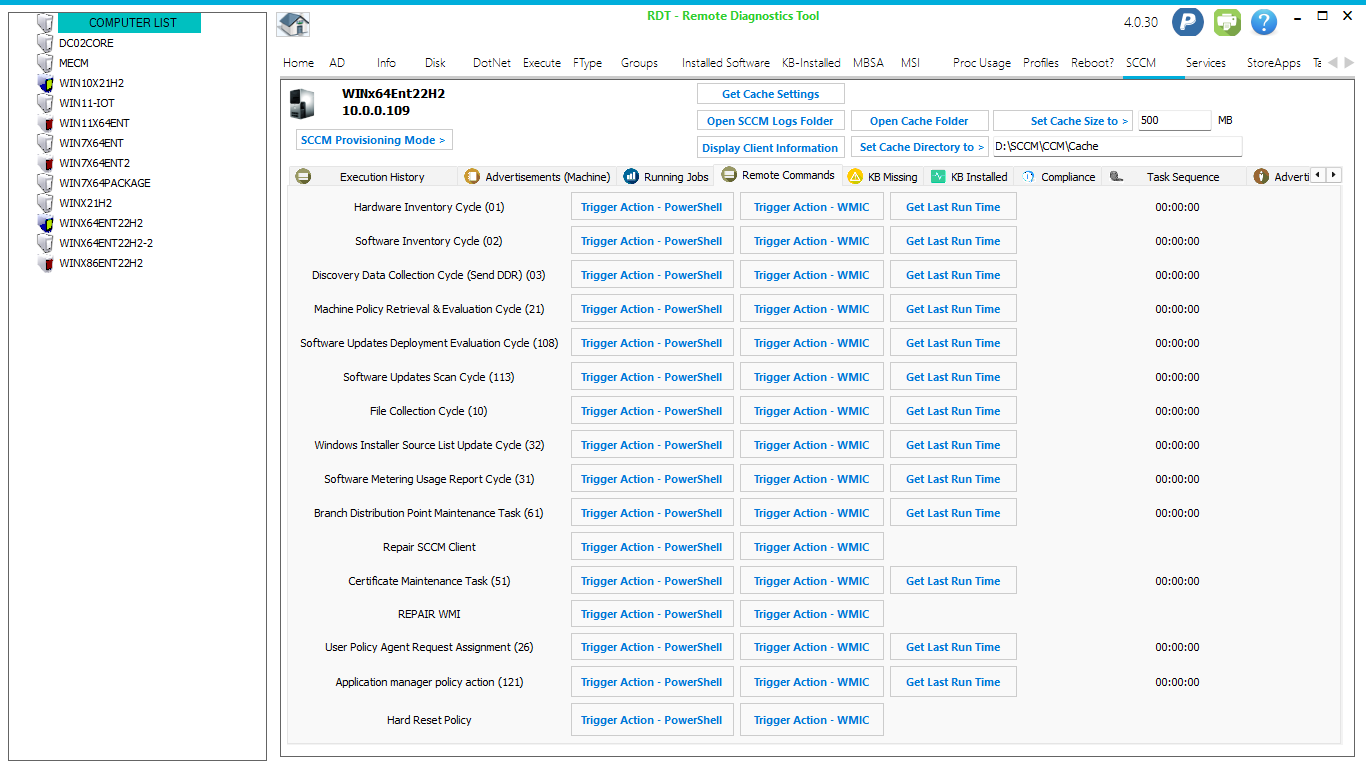 RDT - Remote Diagnostics Tool
4.0.30
COMPUTER LIST
DC02CORE
MECM
WIN10X21H2
WIN11-IOT
WIN11X64ENT
WIN7X64ENT
WIN7X64ENT2
WIN7X64PACKAGE
WINX21H2
WINX64ENT22H2
WINX64ENT22H2-2
WINX86ENT22H2
Home AD Info Disk DotNet Execute FType Groups Installed Software KB-Installed MBSA MSI Proc Usage Profiles Reboot? SCCM Services StoreApps
WINx64Ent22H2
10.0.0.109
SCCM Provisioning Mode >
Get Cache Settings
Open SCCM Logs Folder Open Cache Folder Set Cache Size to > 500 MB
Display Client Information Set Cache Directory to > D:\SCCM\CCM\Cache
Execution History Advertisements (Machine) Running Jobs Remote Commands KB Missing KB Installed Compliance Task Sequence Adverti
Hardware Inventory Cycle (01) Trigger Action - PowerShell Trigger Action - WMIC Get Last Run Time 00:00:00
Software Inventory Cycle (02) Trigger Action - PowerShell Trigger Action - WMIC Get Last Run Time 00:00:00
Discovery Data Collection Cycle (Send DDR) (03) Trigger Action - PowerShell Trigger Action - WMIC Get Last Run Time 00:00:00
Machine Policy Retrieval & Evaluation Cycle (21) Trigger Action - PowerShell Trigger Action - WMIC Get Last Run Time 00:00:00
Software Updates Deployment Evaluation Cycle (108) Trigger Action - PowerShell Trigger Action - WMIC Get Last Run Time 00:00:00
Software Updates Scan Cycle (113) Trigger Action - PowerShell Trigger Action - WMIC Get Last Run Time 00:00:00
File Collection Cycle (10) Trigger Action - PowerShell Trigger Action - WMIC Get Last Run Time 00:00:00
Windows Installer Source List Update Cycle (32) Trigger Action - PowerShell Trigger Action - WMIC Get Last Run Time 00:00:00
Software Metering Usage Report Cycle (31) Trigger Action - PowerShell Trigger Action - WMIC Get Last Run Time 00:00:00
Branch Distribution Point Maintenance Task (61) Trigger Action - PowerShell Trigger Action - WMIC Get Last Run Time 00:00:00
Repair SCCM Client Trigger Action - PowerShell Trigger Action - WMIC
Certificate Maintenance Task (51) Trigger Action - PowerShell Trigger Action - WMIC Get Last Run Time 00:00:00
REPAIR WMI Trigger Action - PowerShell Trigger Action - WMIC
User Policy Agent Request Assignment (26) Trigger Action - PowerShell Trigger Action - WMIC Get Last Run Time 00:00:00
Application manager policy action (121) Trigger Action - PowerShell Trigger Action - WMIC Get Last Run Time 00:00:00
Hard Reset Policy Trigger Action - PowerShell Trigger Action - WMIC